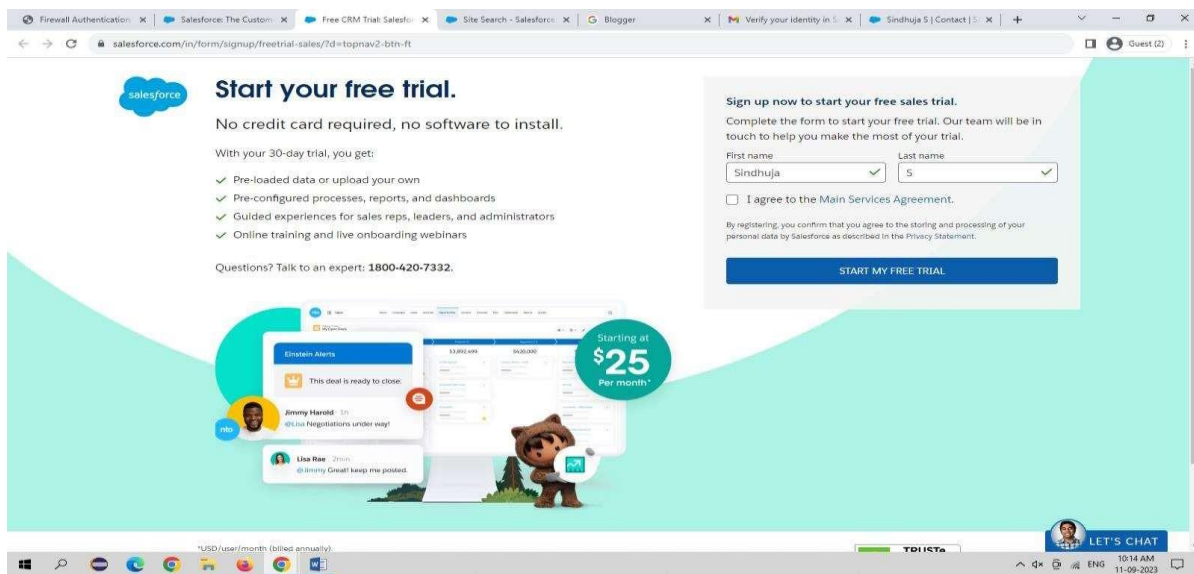 Firewall Authentication
Salesforce: The Custom
Free CRM Trial: Salesfor
Site Search - Salesforce
Blogger
Verify your identity in S
Sindhuja S | Contact | S
salesforce.com/in/form/signup/freetrial-sales/?d=topnav2-btn-ft
Guest (2)
salesforce
Start your free trial.
No credit card required, no software to install.
With your 30-day trial, you get:
Pre-loaded data or upload your own
Pre-configured processes, reports, and dashboards
Guided experiences for sales reps, leaders, and administrators
Online training and live onboarding webinars
Questions? Talk to an expert: 1800-420-7332.
Sign up now to start your free sales trial.
Complete the form to start your free trial. Our team will be in
touch to help you make the most of your trial.
First name
Last name
Sindhuja
S
I agree to the Main Services Agreement.
By registering, you confirm that you agree to the storing and processing of your
personal data by Salesforce as described in the Privacy Statement.
START MY FREE TRIAL
nto
Einstein Alerts
This deal is ready to close.
Jimmy Harold 1h
@Lisa Negotiations under way!
nto
Lisa Rae 2min
@Jimmy Great! keep me posted.
$3,892,499
$420,000
Starting at
$25
Per month*
*USD/user/month (billed annually)
TRUSTe
LET'S CHAT
ENG
10:14 AM
11-09-2023